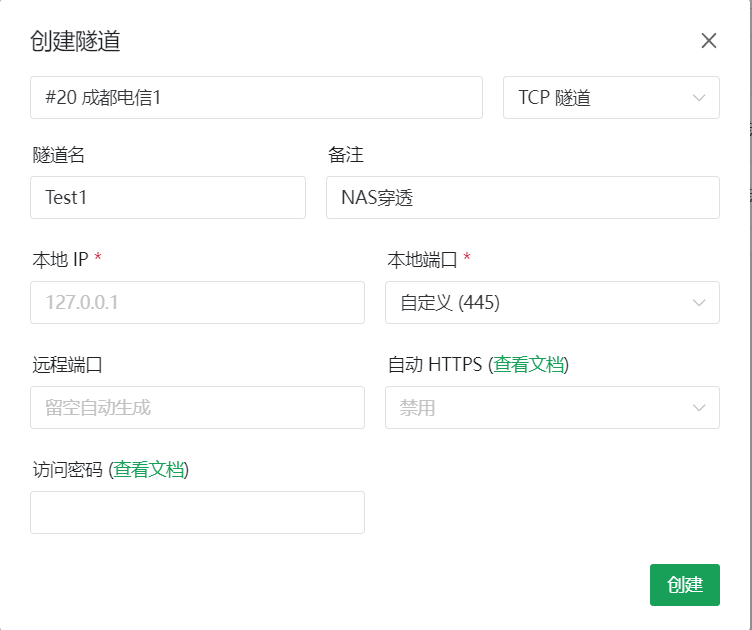 创建隧道
#20 成都电信1
TCP 隧道
隧道名
备注
Test1
NAS穿透
本地 IP *
本地端口 *
127.0.0.1
自定义 (445)
远程端口
自动 HTTPS (查看文档)
留空自动生成
禁用
访问密码 (查看文档)
创建